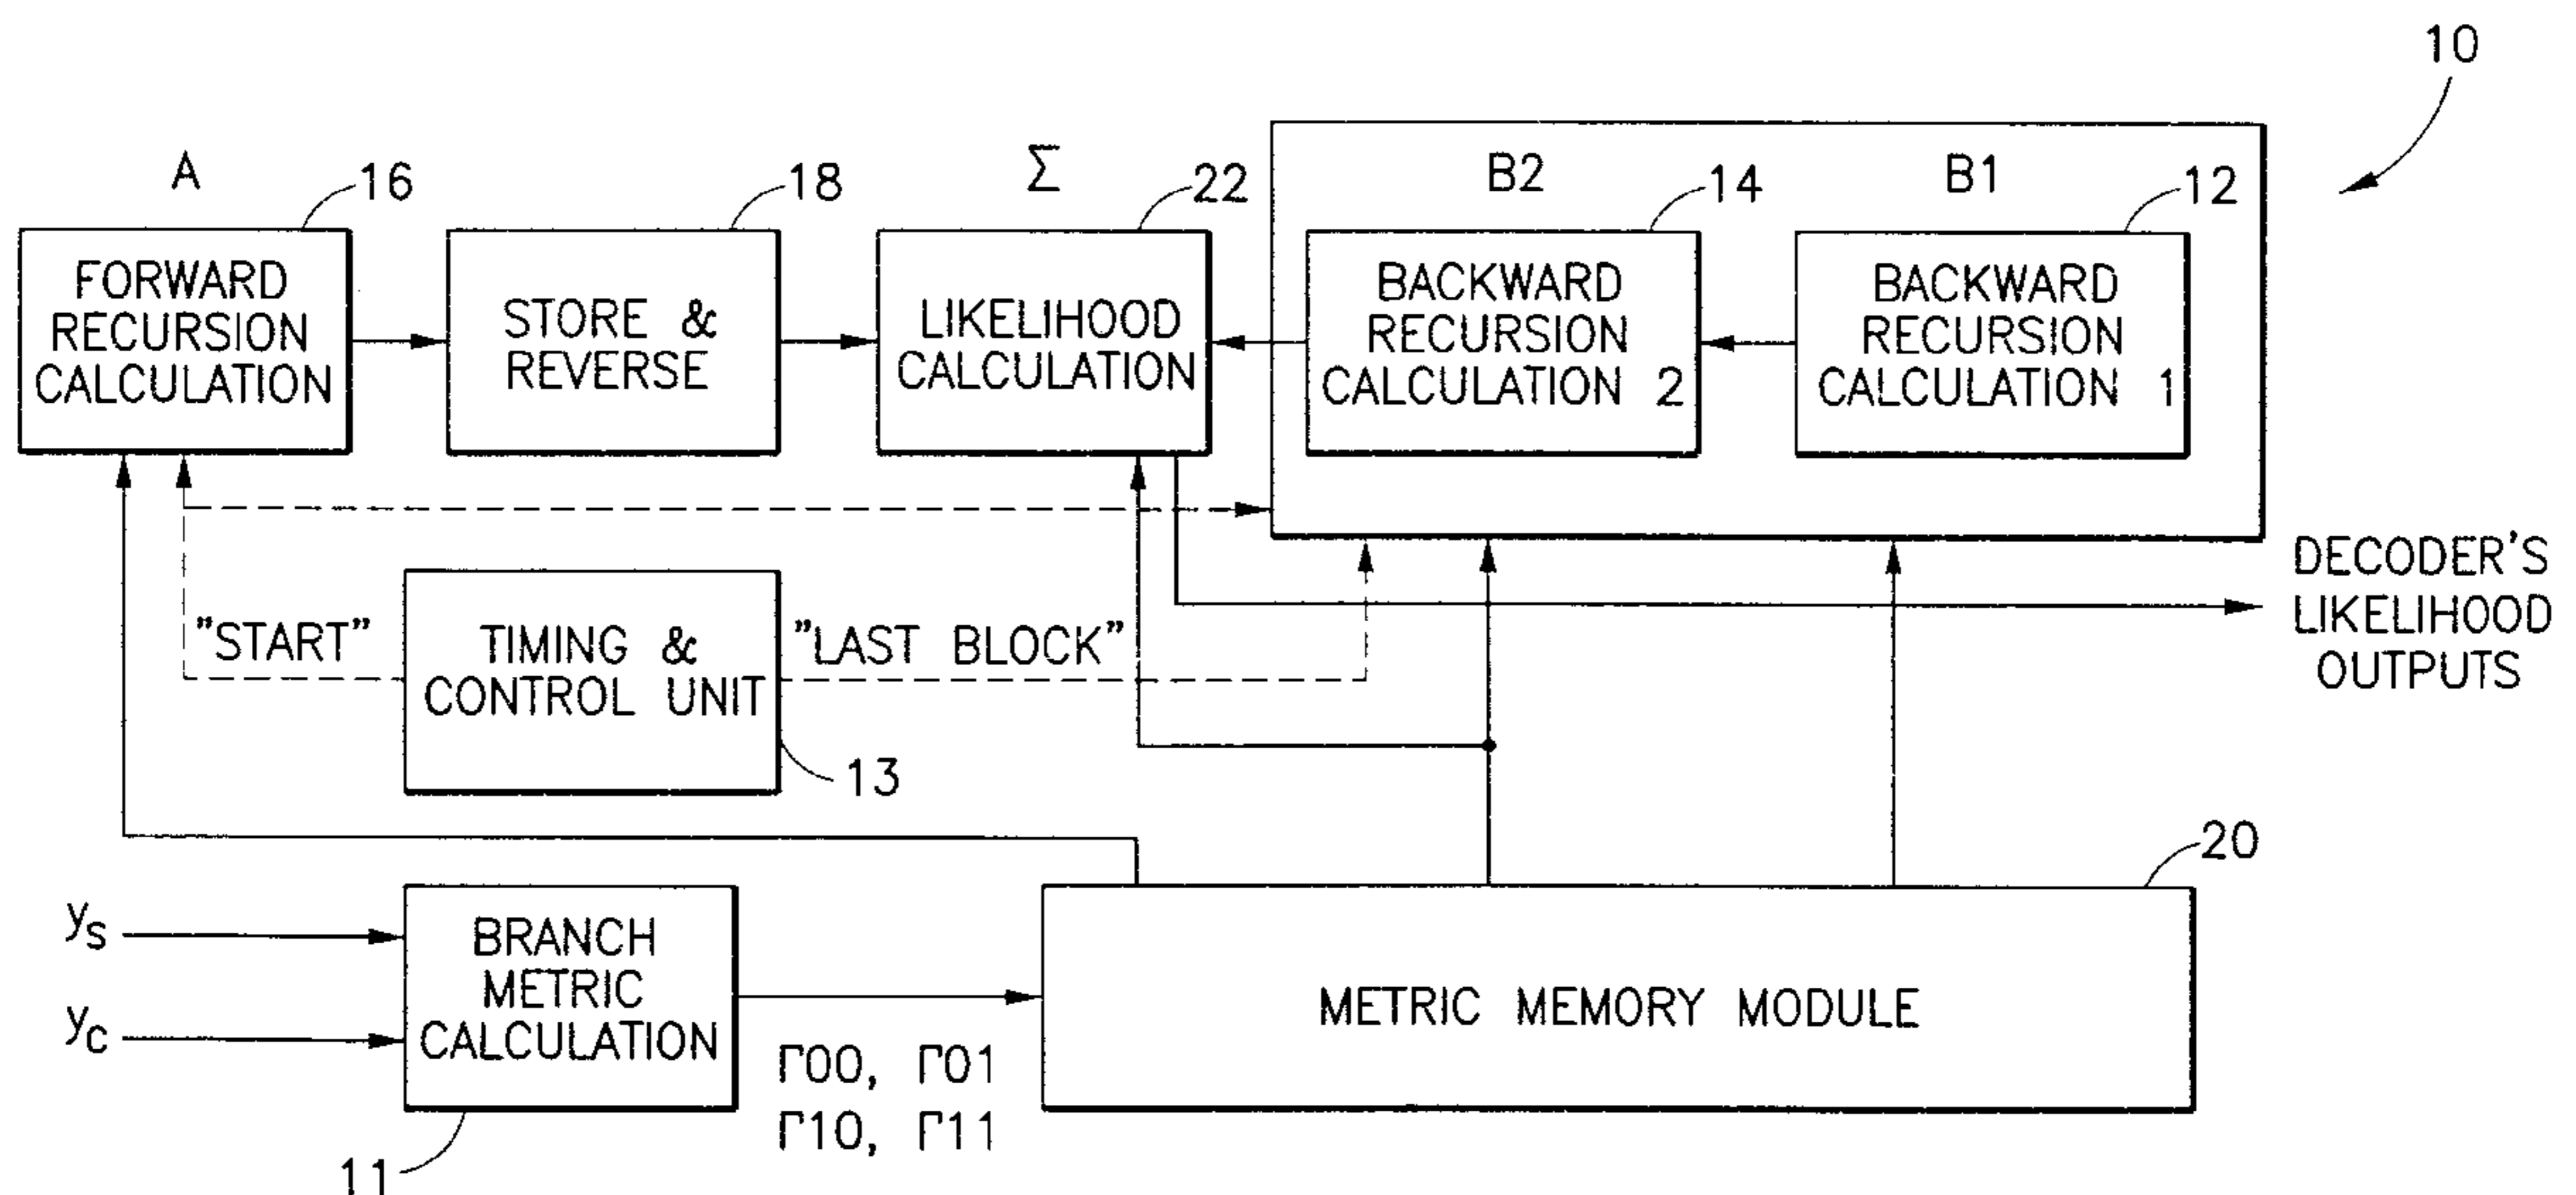 10
A
16
18
Σ
22
B2
14
B1
12
FORWARD
RECURSION
CALCULATION
STORE &
REVERSE
LIKELIHOOD
CALCULATION
BACKWARD
RECURSION
CALCULATION 2
BACKWARD
RECURSION
CALCULATION 1
"START"
TIMING &
CONTROL UNIT
"LAST BLOCK"
13
DECODER'S
LIKELIHOOD
OUTPUTS
20
ys
yc
BRANCH
METRIC
CALCULATION
Γ00, Γ01
Γ10, Γ11
METRIC MEMORY MODULE
11